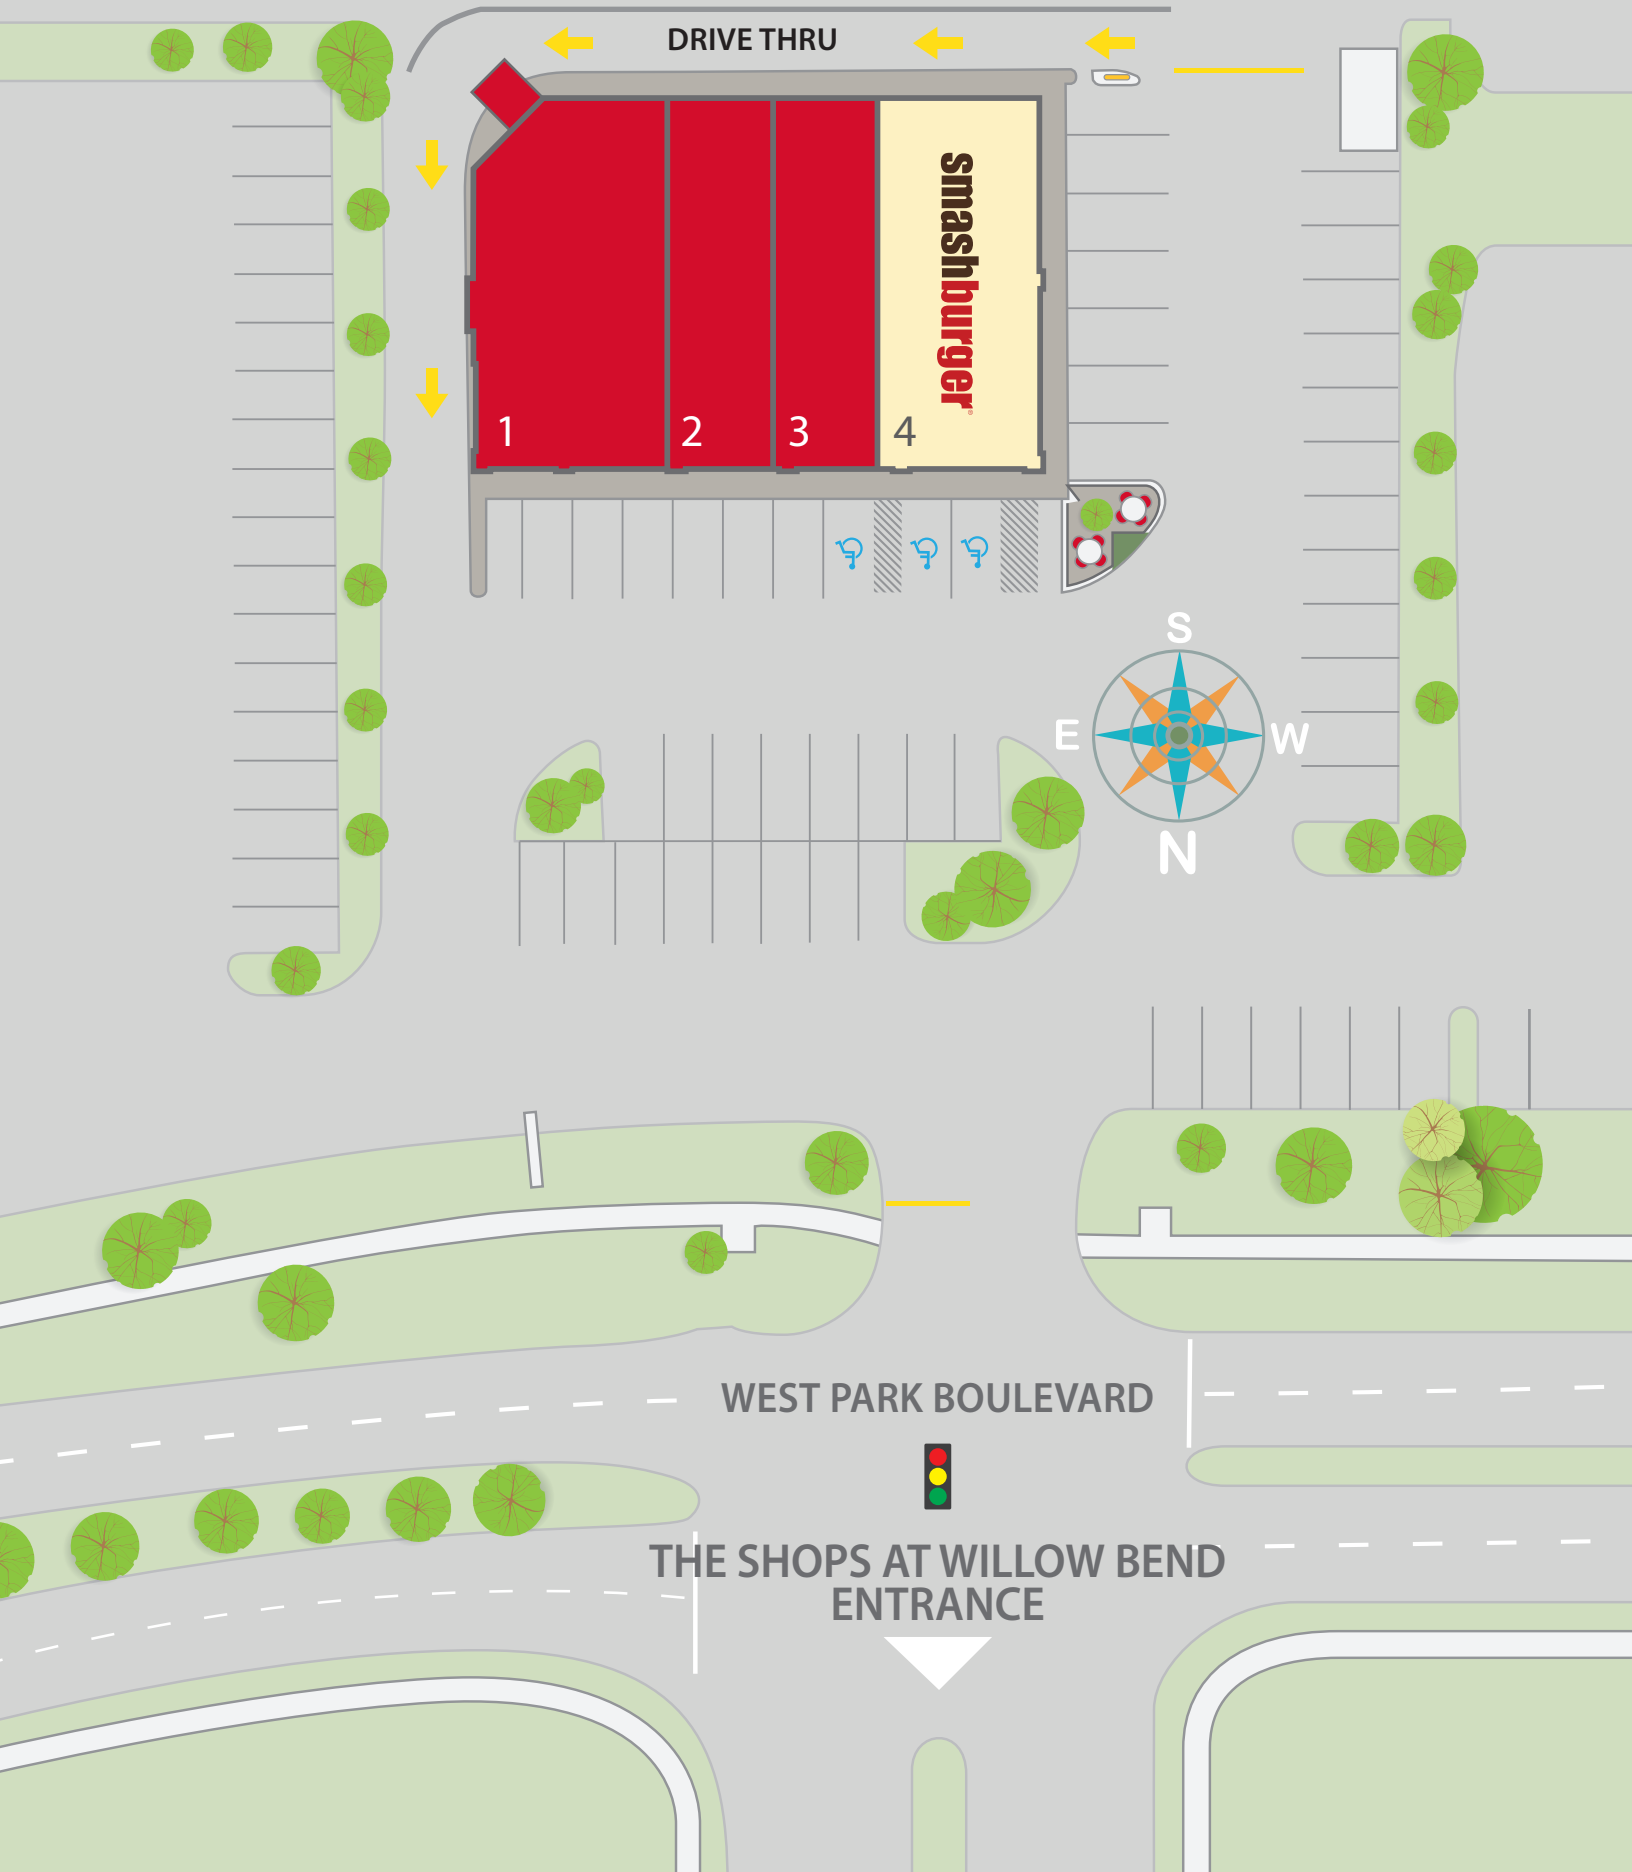 DRIVE THRU
smashburger®
1
2
3
4
S
E
W
N
WEST PARK BOULEVARD
THE SHOPS AT WILLOW BEND
ENTRANCE